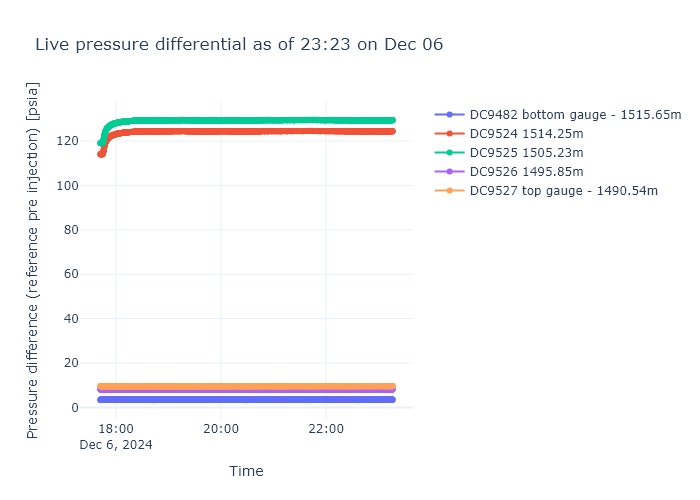 Live pressure differential as of 23:23 on Dec 06
Pressure difference (reference pre injection) [psia]
120
100
80
60
40
20
0
18:00
Dec 6, 2024
20:00
22:00
Time
DC9482 bottom gauge - 1515.65m
DC9524 1514.25m
DC9525 1505.23m
DC9526 1495.85m
DC9527 top gauge - 1490.54m